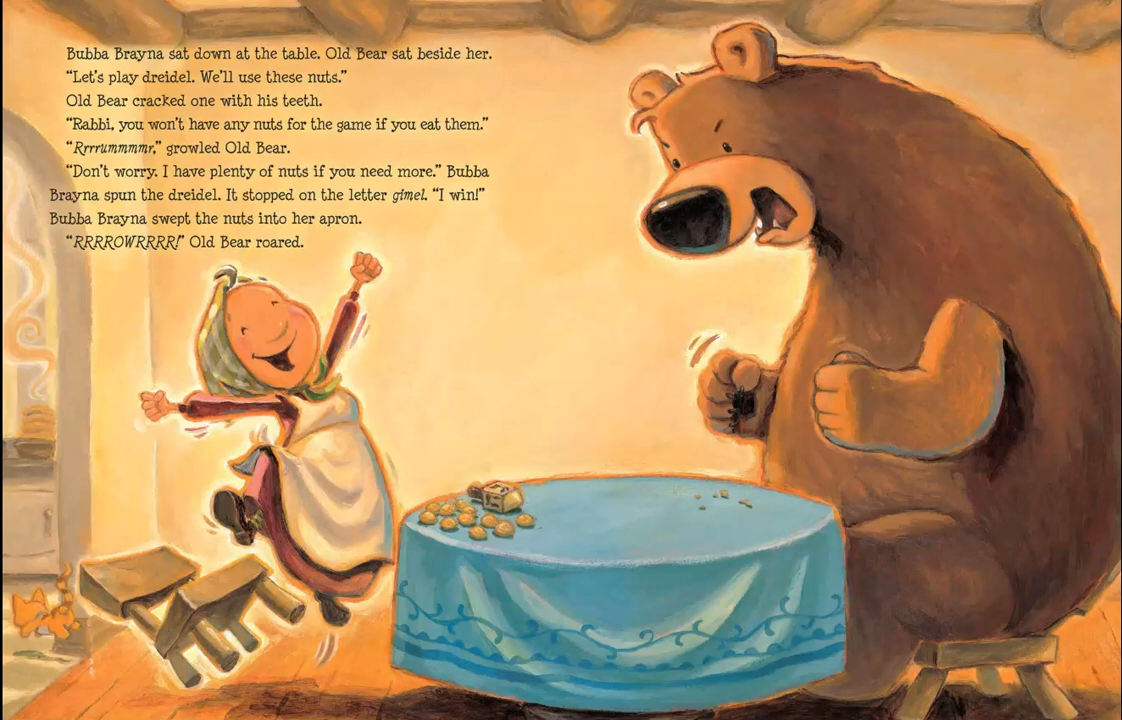 Bubba Brayna sat down at the table. Old Bear sat beside her.
“Let’s play dreidel. We’ll use these nuts.”
Old Bear cracked one with his teeth.
“Rabbi, you won’t have any nuts for the game if you eat them.”
“Rrrrummmmr,” growled Old Bear.
“Don’t worry. I have plenty of nuts if you need more.” Bubba
Brayna spun the dreidel. It stopped on the letter gimel. “I win!”
Bubba Brayna swept the nuts into her apron.
“RRRROWRRRR!” Old Bear roared.